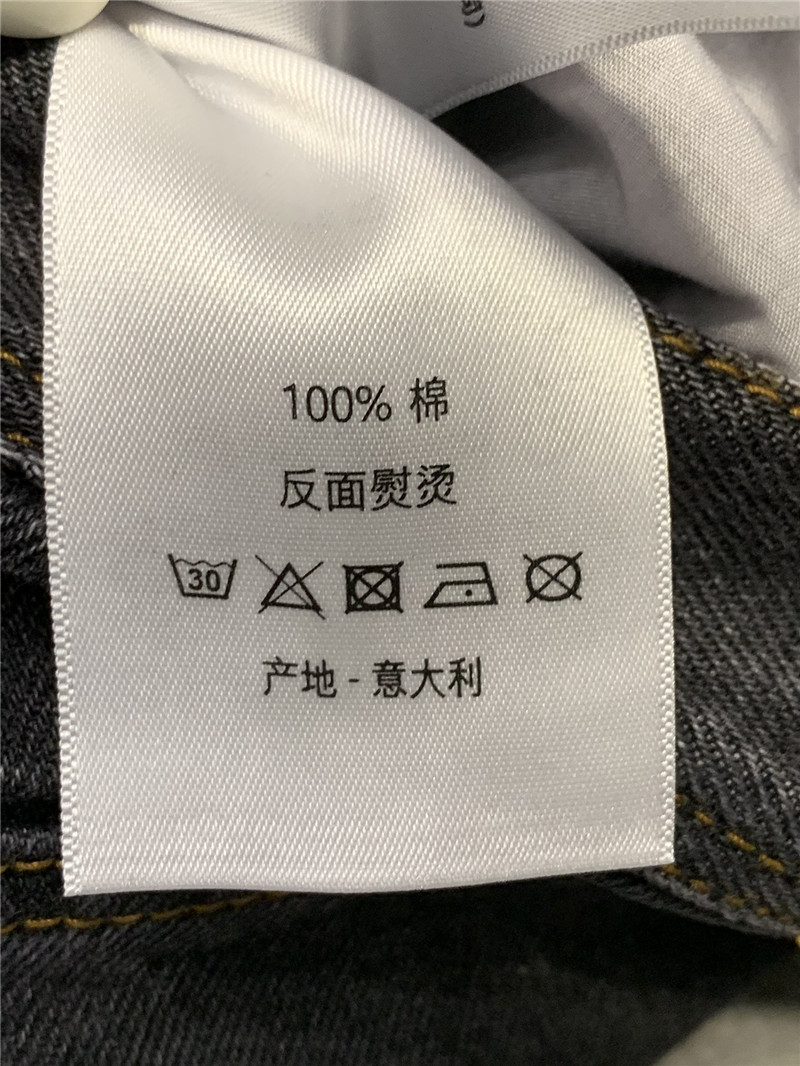 100% 棉
反面熨烫
30
产地 - 意大利